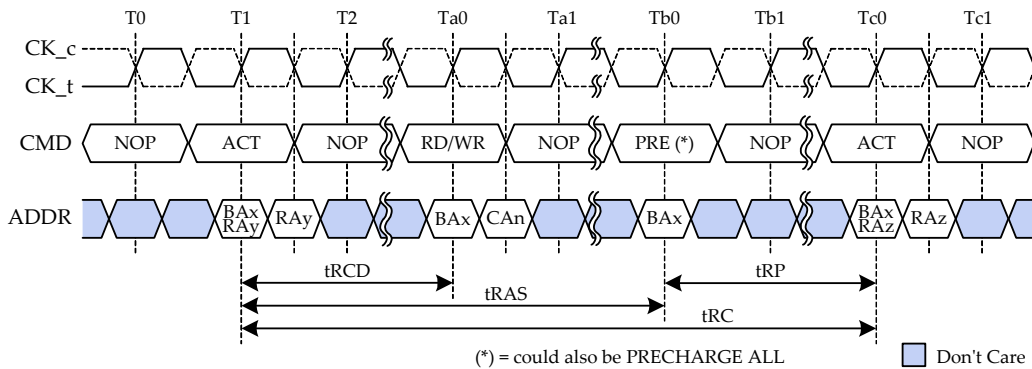 T0 T1 T2 Ta0 Ta1 Tb0 Tb1 Tc0 Tc1
CK_c
CK_t
CMD NOP ACT NOP RD/WR NOP PRE (*) NOP ACT NOP
ADDR BAx RAy RAy BAx CAn BAx BAx RAz RAz
tRCD tRP
tRAS
tRC
(*) = could also be PRECHARGE ALL Don't Care